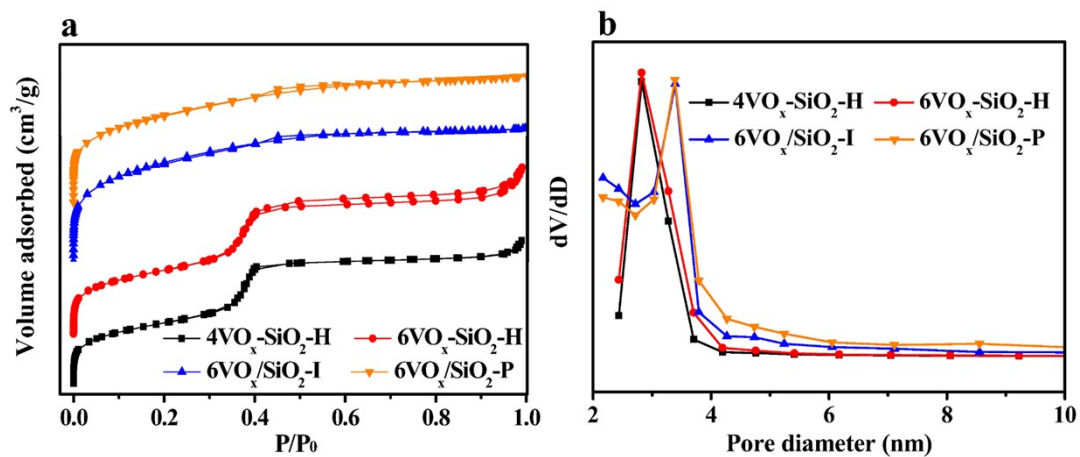 a
Volume adsorbed (cm³/g)
4VOₓ-SiO₂-H 6VOₓ-SiO₂-H
6VOₓ/SiO₂-I 6VOₓ/SiO₂-P
0.0 0.2 0.4 0.6 0.8 1.0
P/P₀
b
dV/dD
4VOₓ-SiO₂-H 6VOₓ-SiO₂-H
6VOₓ/SiO₂-I 6VOₓ/SiO₂-P
2 4 6 8 10
Pore diameter (nm)